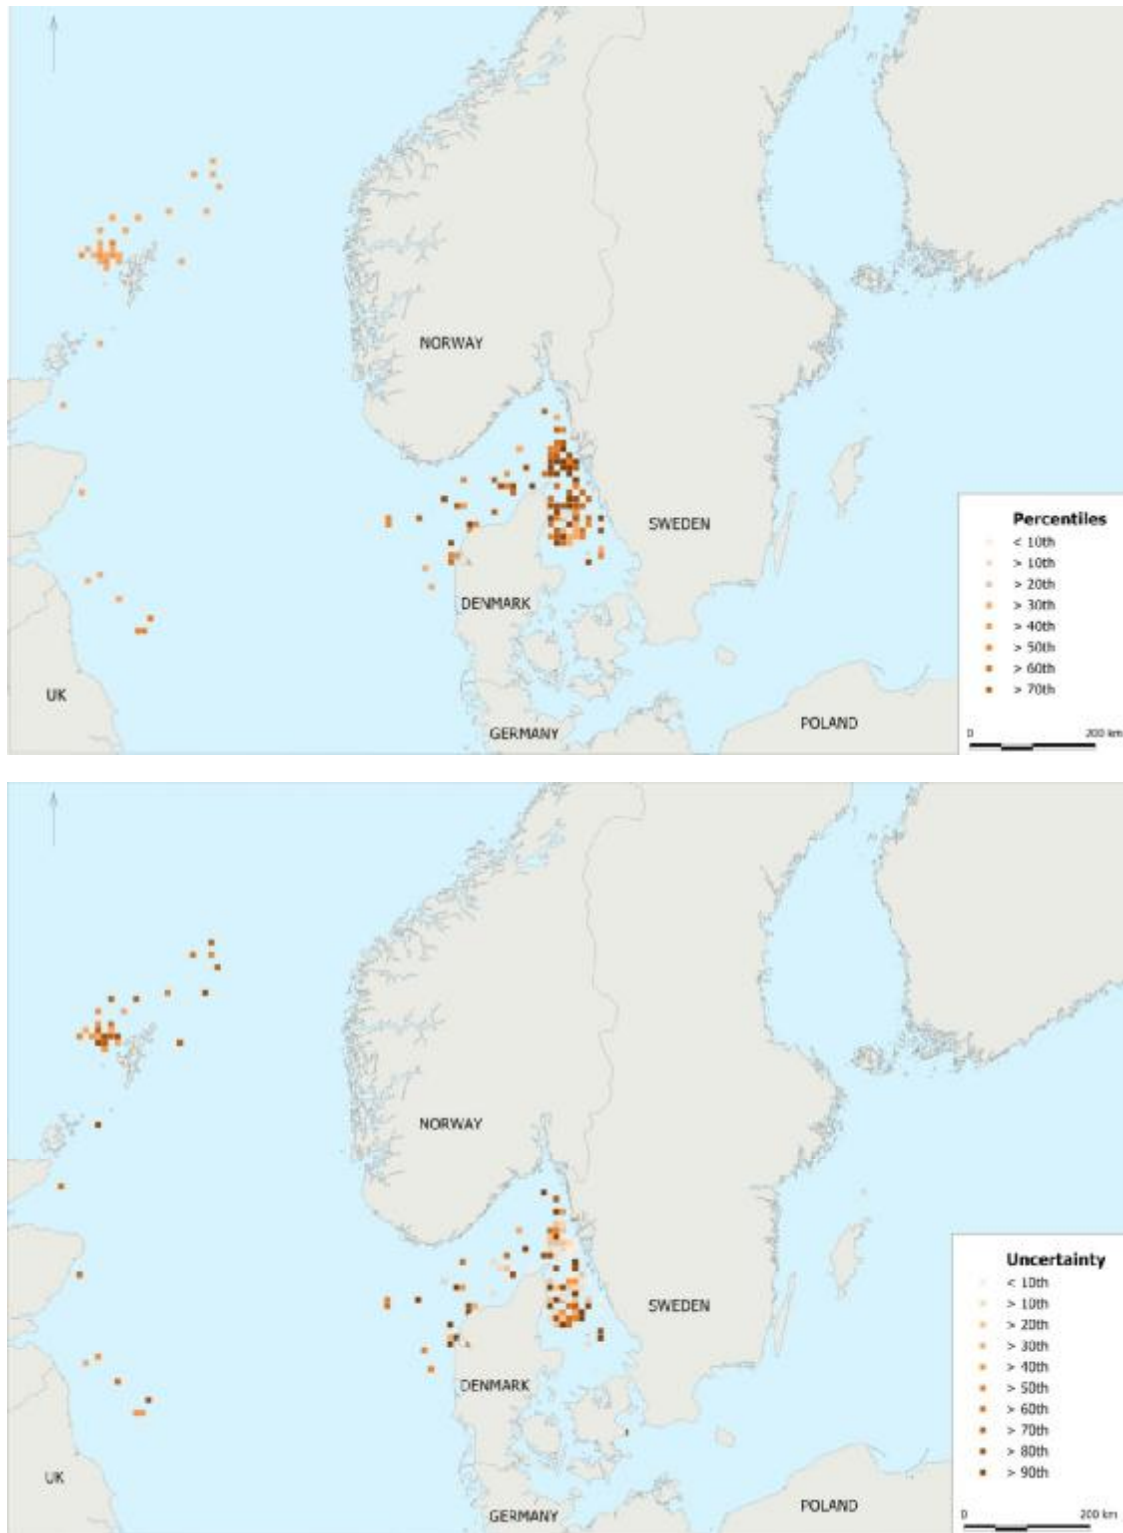 NORWAY
SWEDEN
DENMARK
UK
GERMANY
POLAND
Percentiles
< 10th
> 10th
> 20th
> 30th
> 40th
> 50th
> 60th
> 70th
0 200 km
NORWAY
SWEDEN
DENMARK
UK
GERMANY
POLAND
Uncertainty
< 10th
> 10th
> 20th
> 30th
> 40th
> 50th
> 60th
> 70th
> 80th
> 90th
0 200 km